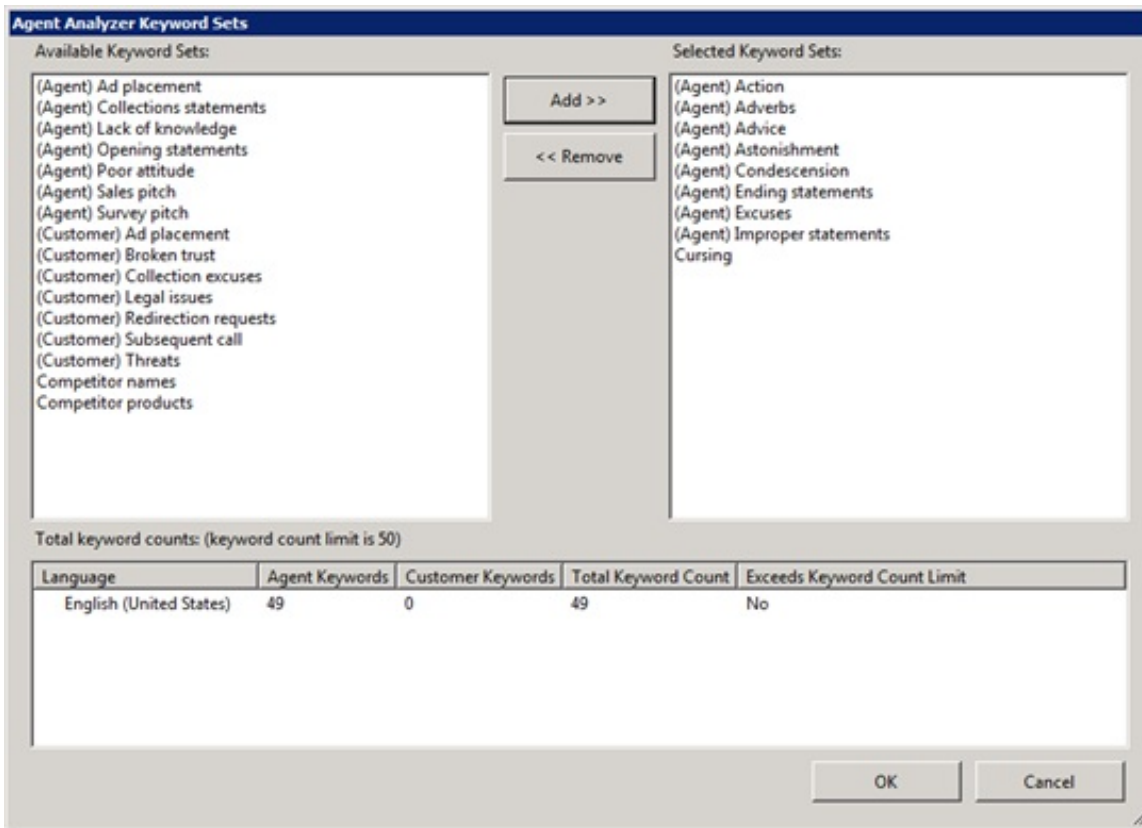 Agent Analyzer Keyword Sets
Available Keyword Sets:
(Agent) Ad placement
(Agent) Collections statements
(Agent) Lack of knowledge
(Agent) Opening statements
(Agent) Poor attitude
(Agent) Sales pitch
(Agent) Survey pitch
(Customer) Ad placement
(Customer) Broken trust
(Customer) Collection excuses
(Customer) Legal issues
(Customer) Redirection requests
(Customer) Subsequent call
(Customer) Threats
Competitor names
Competitor products
Add >>
<< Remove
Selected Keyword Sets:
(Agent) Action
(Agent) Adverbs
(Agent) Advice
(Agent) Astonishment
(Agent) Condescension
(Agent) Ending statements
(Agent) Excuses
(Agent) Improper statements
Cursing
Total keyword counts: (keyword count limit is 50)
Language Agent Keywords Customer Keywords Total Keyword Count Exceeds Keyword Count Limit
English (United States) 49 0 49 No
OK Cancel